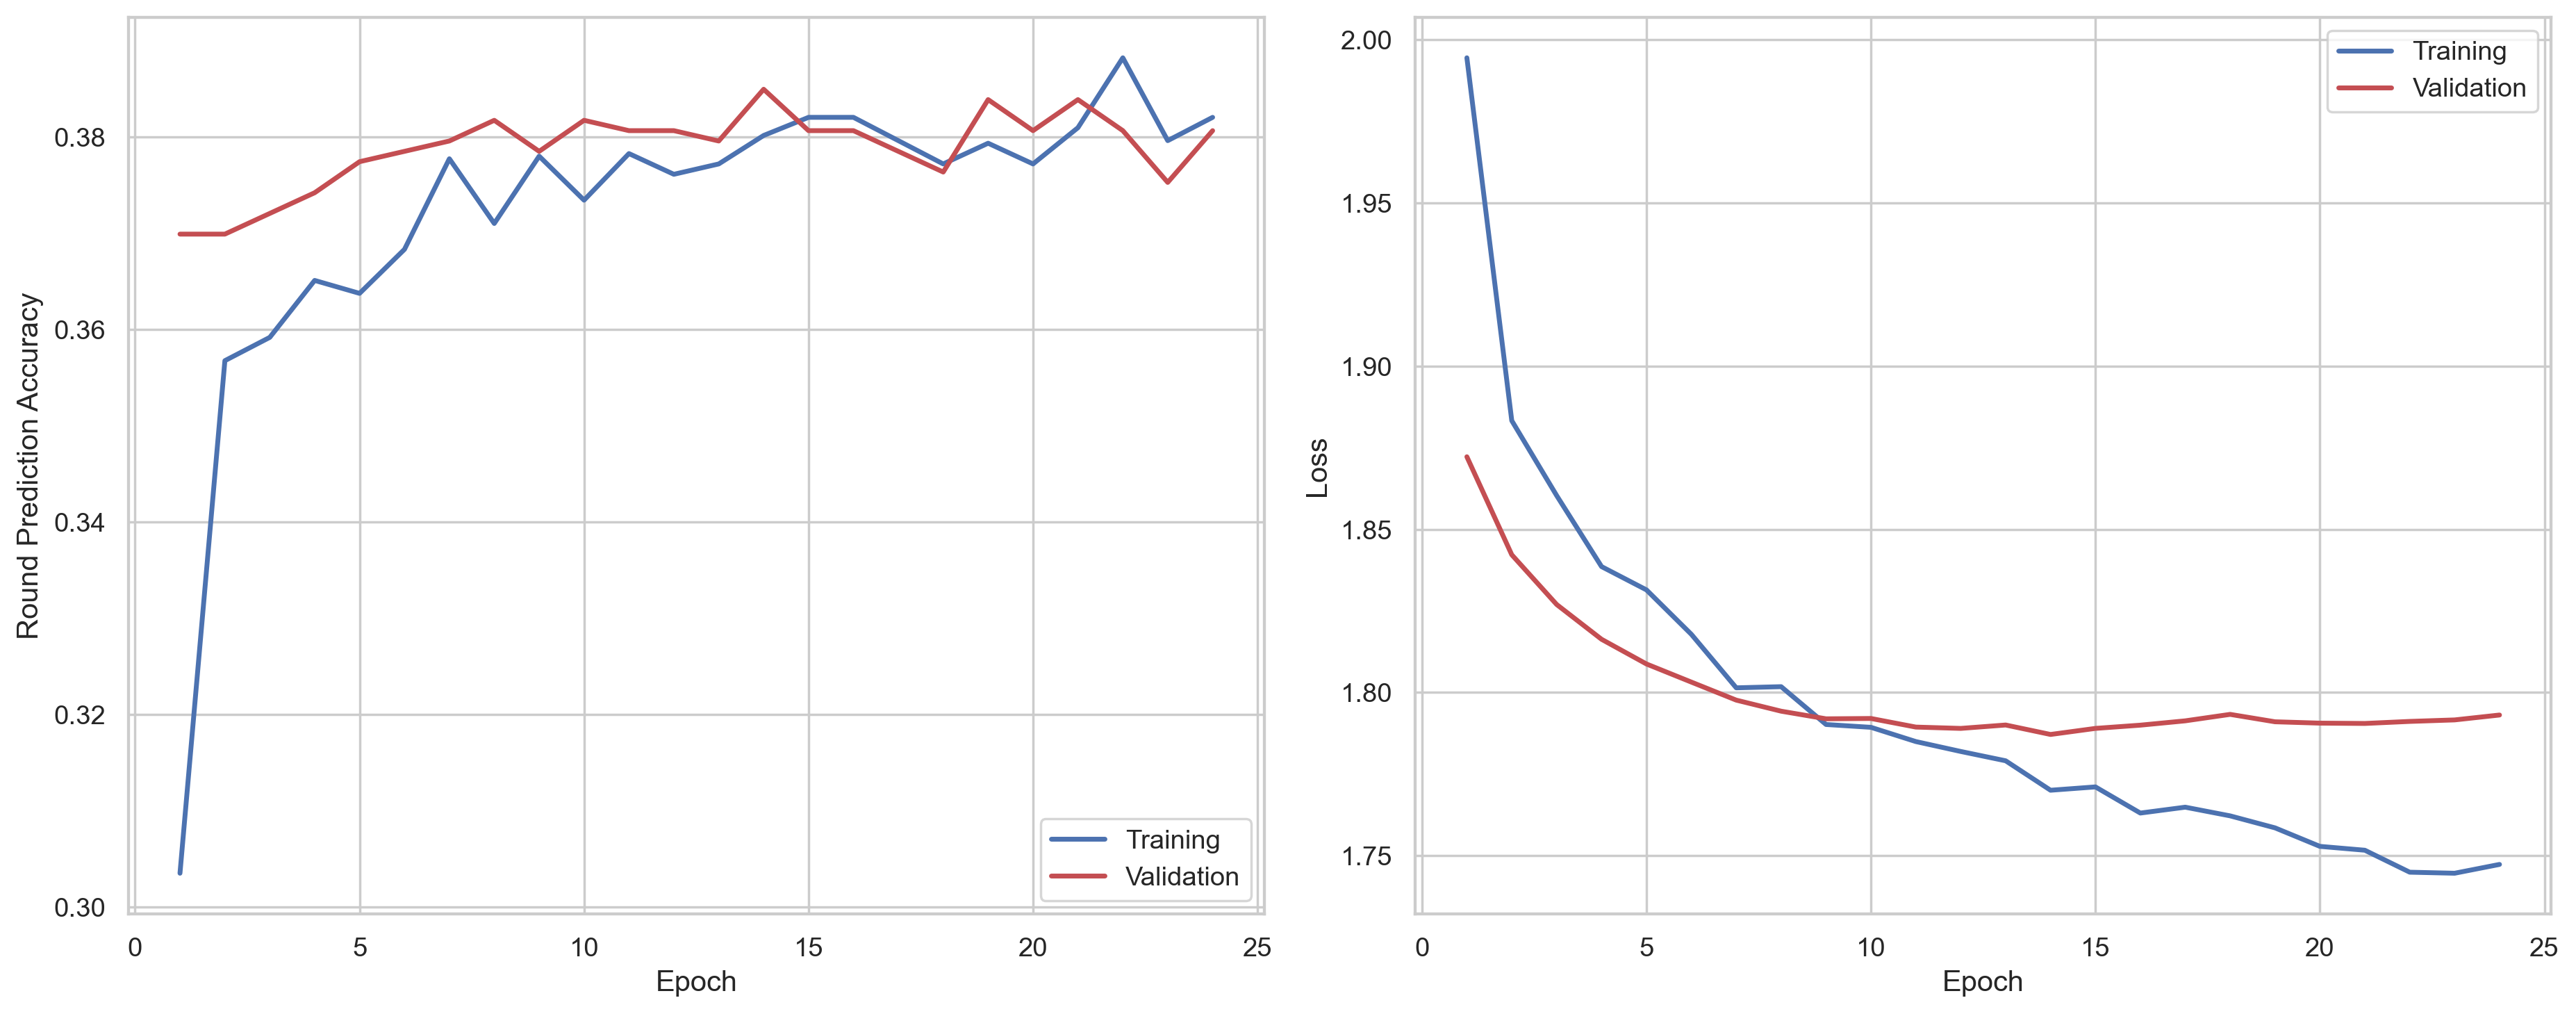 Round Prediction Accuracy
0.38
0.36
0.34
0.32
0.30
0 5 10 15 20 25
Epoch
Training
Validation
Loss
2.00
1.95
1.90
1.85
1.80
1.75
0 5 10 15 20 25
Epoch
Training
Validation